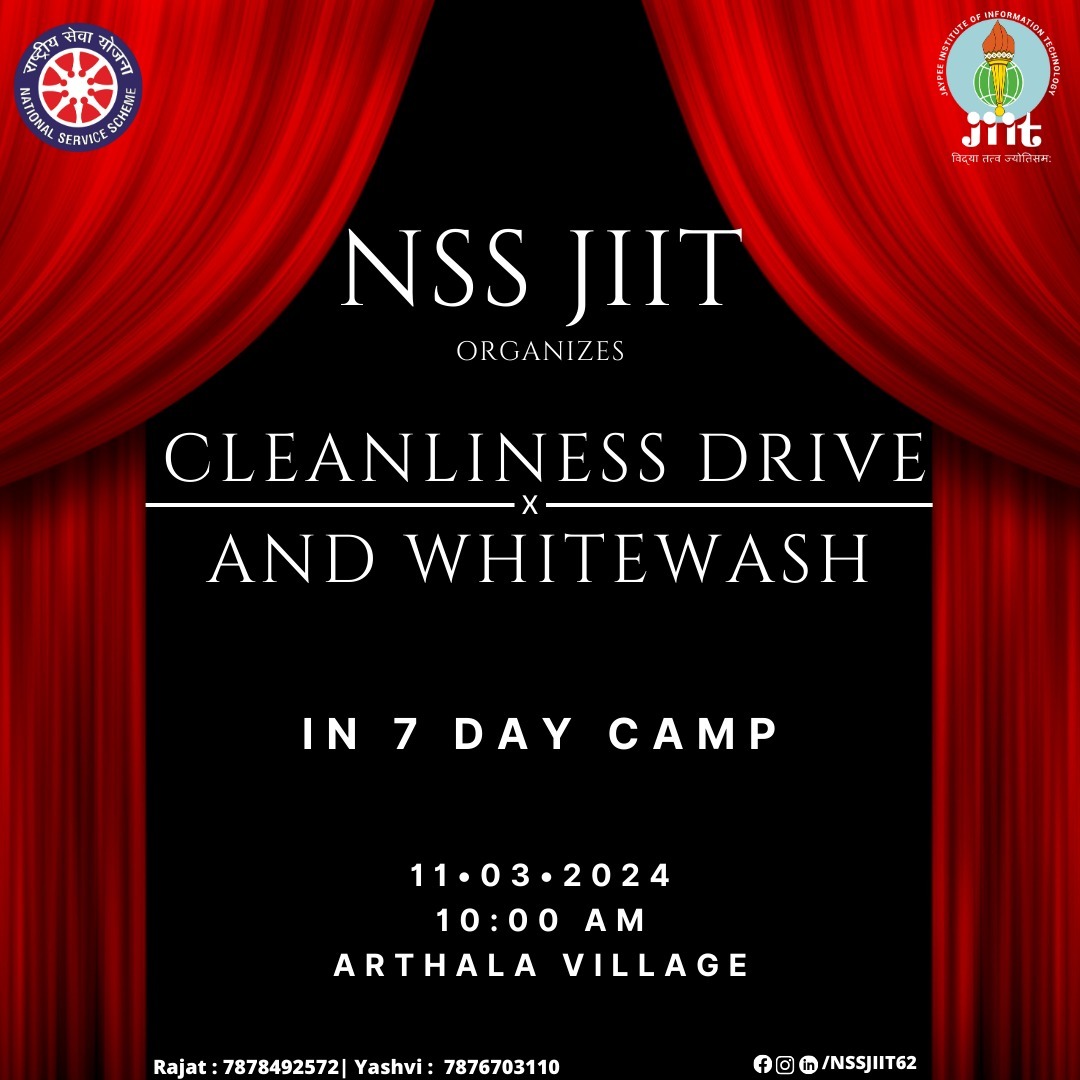 राष्ट्रीय सेवा योजना
NATIONAL SERVICE SCHEME
JAYPEE INSTITUTE OF INFORMATION TECHNOLOGY
jiit
विद्या तत्व ज्योतिसम:
NSS JIIT
ORGANIZES
CLEANLINESS DRIVE
X
AND WHITEWASH
IN 7 DAY CAMP
11•03•2024
10:00 AM
ARTHALA VILLAGE
Rajat : 7878492572| Yashvi : 7876703110
/NSSJIIT62